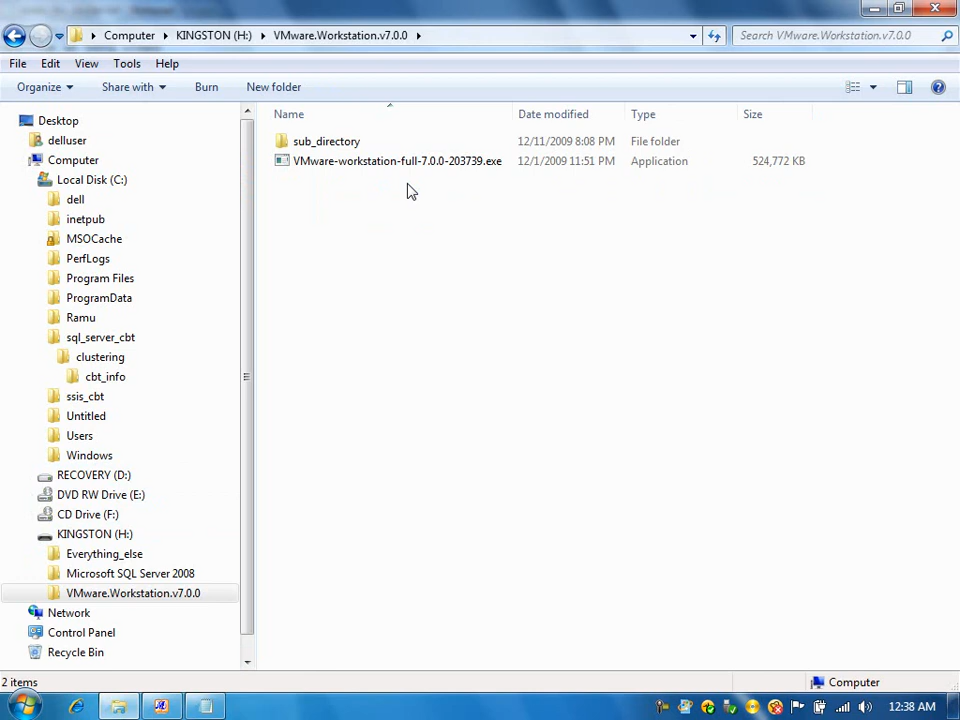 Computer KINGSTON (H:) VMware.Workstation.v7.0.0 Search VMware.Workstation.v7.0.0
File Edit View Tools Help
Organize Share with Burn New folder
Name Date modified Type Size
sub_directory 12/11/2009 8:08 PM File folder
VMware-workstation-full-7.0.0-203739.exe 12/1/2009 11:51 PM Application 524,772 KB
Desktop
delluser
Computer
Local Disk (C:)
dell
inetpub
MSOCache
PerfLogs
Program Files
ProgramData
Ramu
sql_server_cbt
clustering
cbt_info
ssis_cbt
Untitled
Users
Windows
RECOVERY (D:)
DVD RW Drive (E:)
CD Drive (F:)
KINGSTON (H:)
Everything_else
Microsoft SQL Server 2008
VMware.Workstation.v7.0.0
Network
Control Panel
Recycle Bin
2 items Computer
12:38 AM